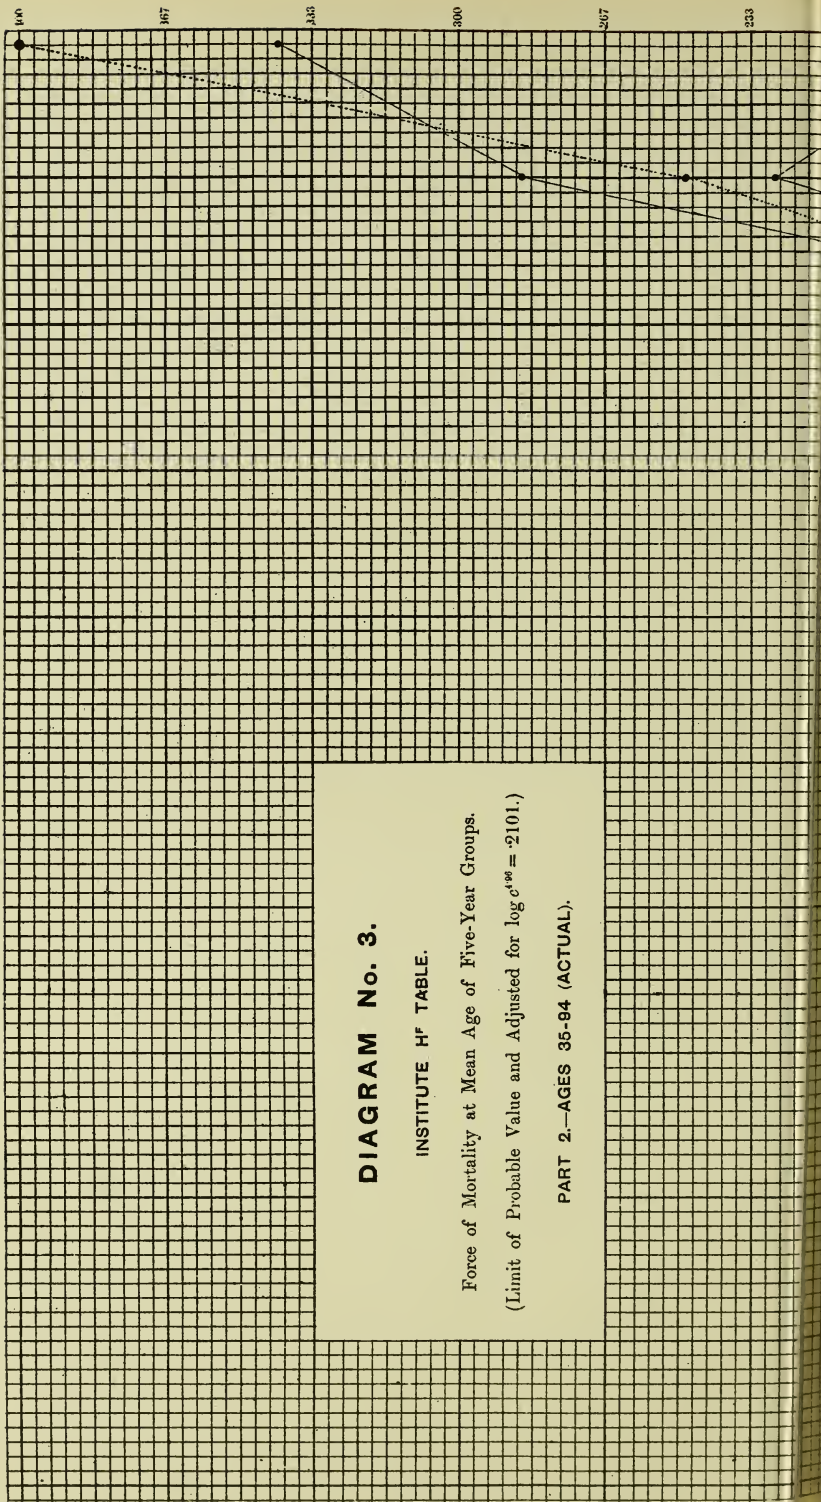 DIAGRAM No. 3.
INSTITUTE Hᶠ TABLE.
Force of Mortality at Mean Age of Five-Year Groups.
(Limit of Probable Value and Adjusted for log c⁴·⁹⁶ = ·2101.)
PART 2.—AGES 35-94 (ACTUAL).
400
367
333
300
267
233